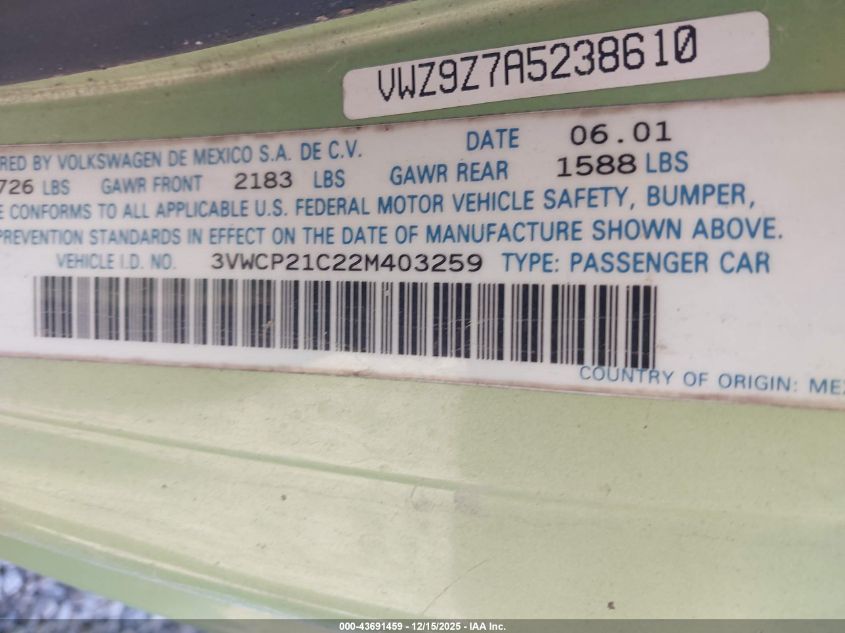 VWZ9Z7A5238610
RED BY VOLKSWAGEN DE MEXICO S.A. DE C.V. DATE 06.01
726 LBS GAWR FRONT 2183 LBS GAWR REAR 1588 LBS
E CONFORMS TO ALL APPLICABLE U.S. FEDERAL MOTOR VEHICLE SAFETY, BUMPER,
PREVENTION STANDARDS IN EFFECT ON THE DATE OF MANUFACTURE SHOWN ABOVE.
VEHICLE I.D. NO. 3VWCP21C22M403259 TYPE: PASSENGER CAR
COUNTRY OF ORIGIN: ME
000-43691459 - 12/15/2025 - IAA Inc.